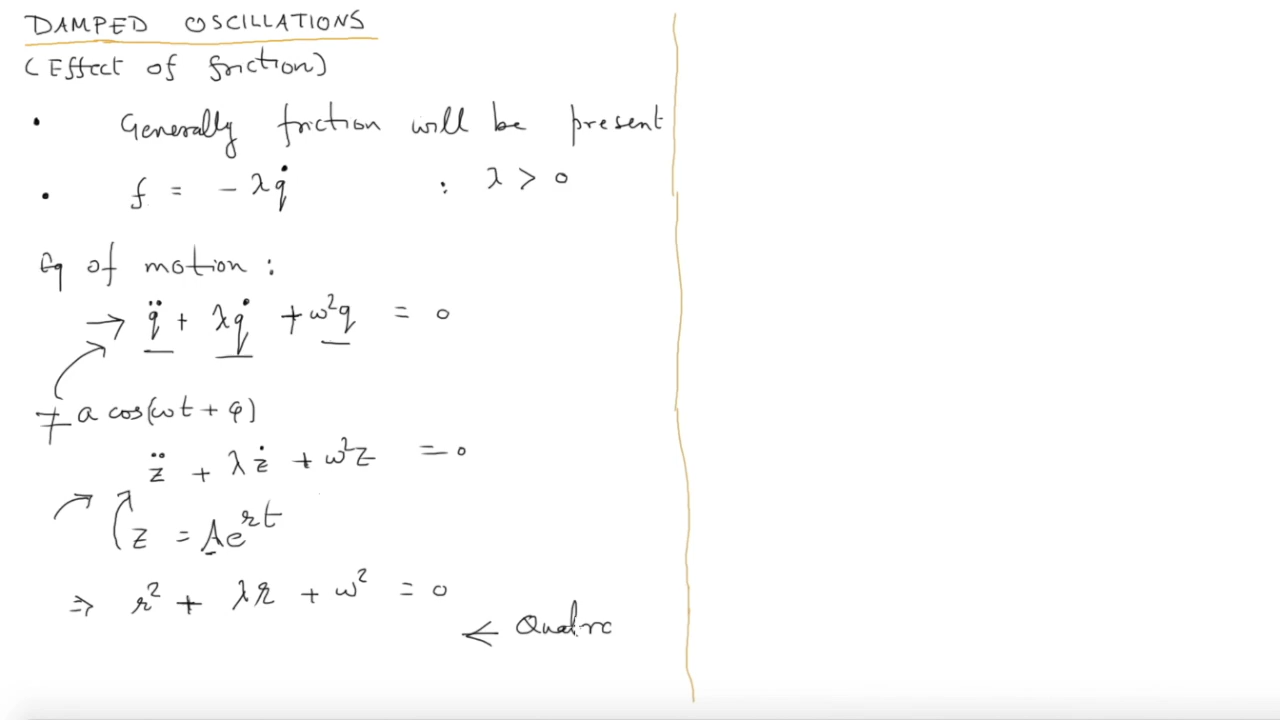 DAMPED OSCILLATIONS
(Effect of friction)
• Generally friction will be present
• f = - λq̇ : λ > 0
Eq of motion :
→ q̈ + λq̇ + ω²q = 0
≠ a cos(ωt + φ)
z̈ + λż + ω²z = 0
z = Ae^{rt}
⇒ r² + λr + ω² = 0
← Quadra